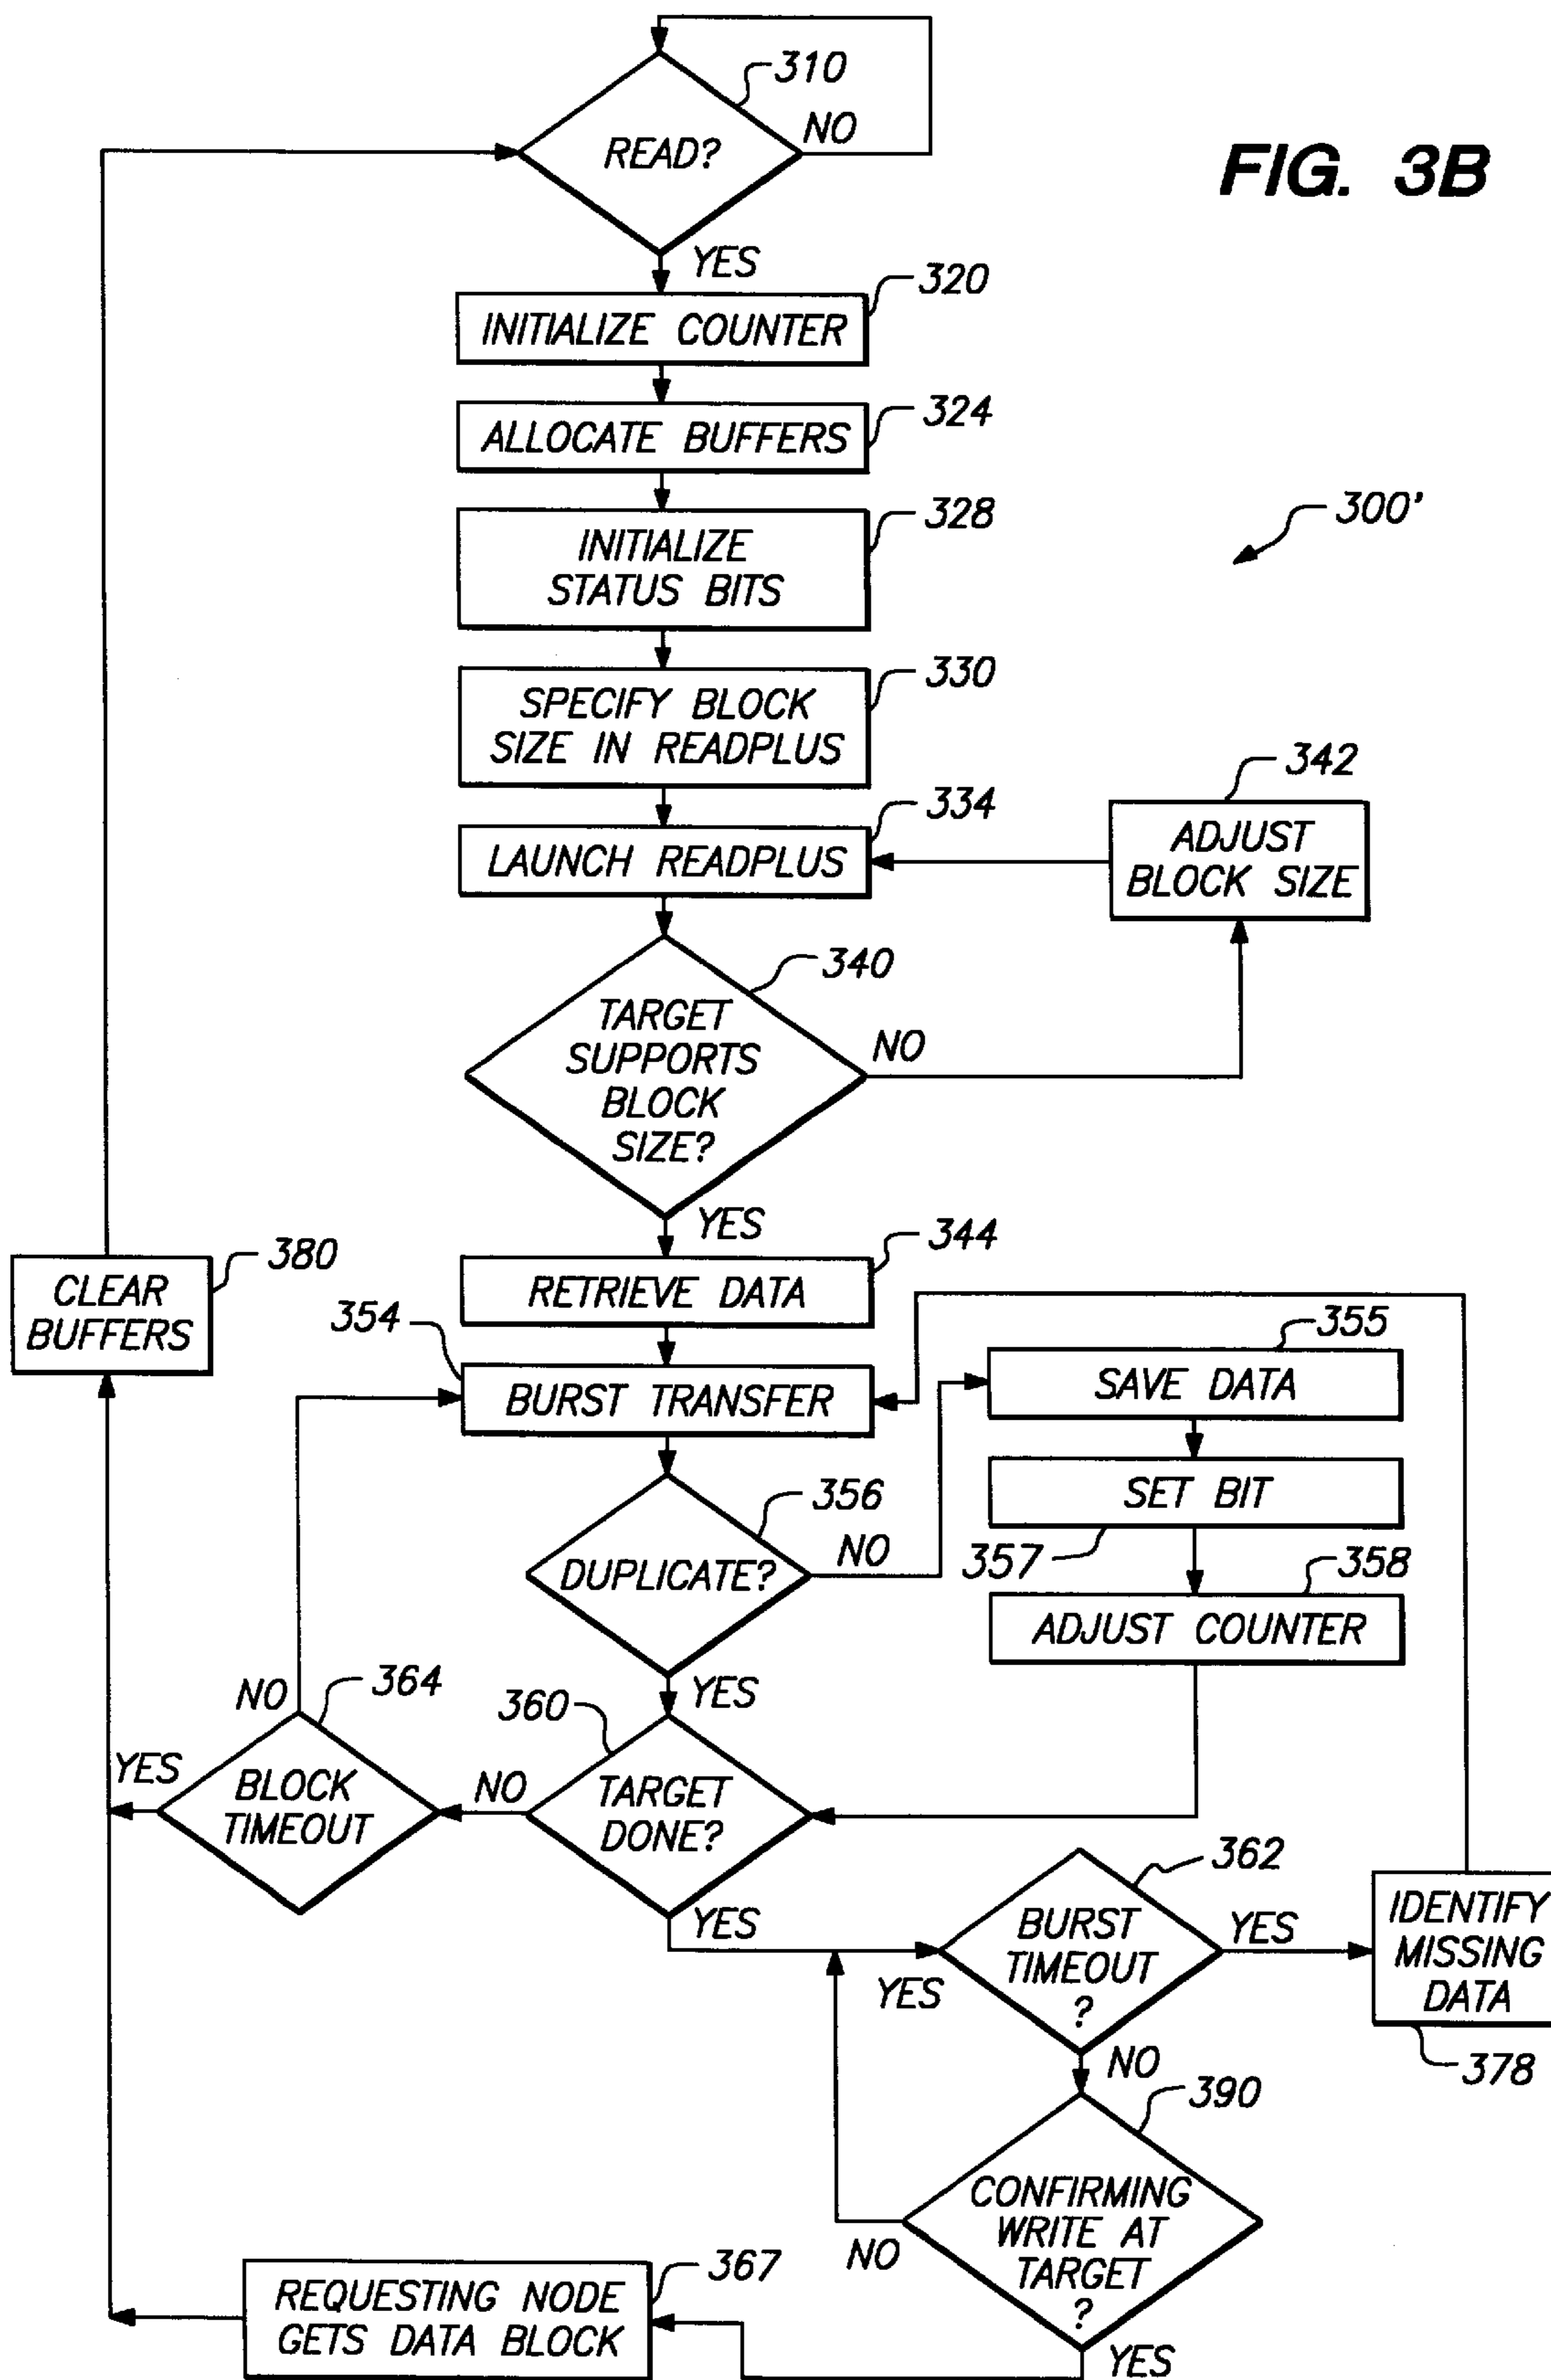 310
READ?
NO
FIG. 3B
YES
320
INITIALIZE COUNTER
324
ALLOCATE BUFFERS
328
INITIALIZE
STATUS BITS
300'
330
SPECIFY BLOCK
SIZE IN READPLUS
334
LAUNCH READPLUS
342
ADJUST
BLOCK SIZE
340
TARGET
SUPPORTS
BLOCK
SIZE?
NO
YES
344
RETRIEVE DATA
380
CLEAR
BUFFERS
354
BURST TRANSFER
355
SAVE DATA
SET BIT
357
356
DUPLICATE?
NO
358
ADJUST COUNTER
YES
364
NO
BLOCK
TIMEOUT
YES
360
TARGET
DONE?
NO
YES
362
BURST
TIMEOUT
?
YES
YES
NO
IDENTIFY
MISSING
DATA
378
390
CONFIRMING
WRITE AT
TARGET
?
NO
YES
367
REQUESTING NODE
GETS DATA BLOCK